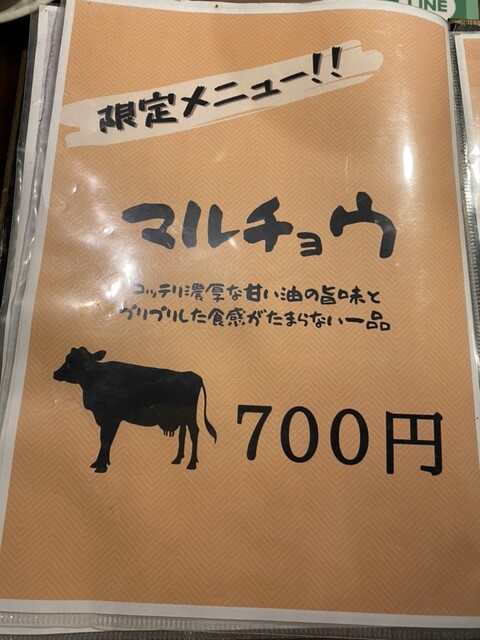 LINE
限定メニュー!!
マルチョウ
コッテリ濃厚な甘い油の旨味と
プリプリした食感がたまらない一品
700円